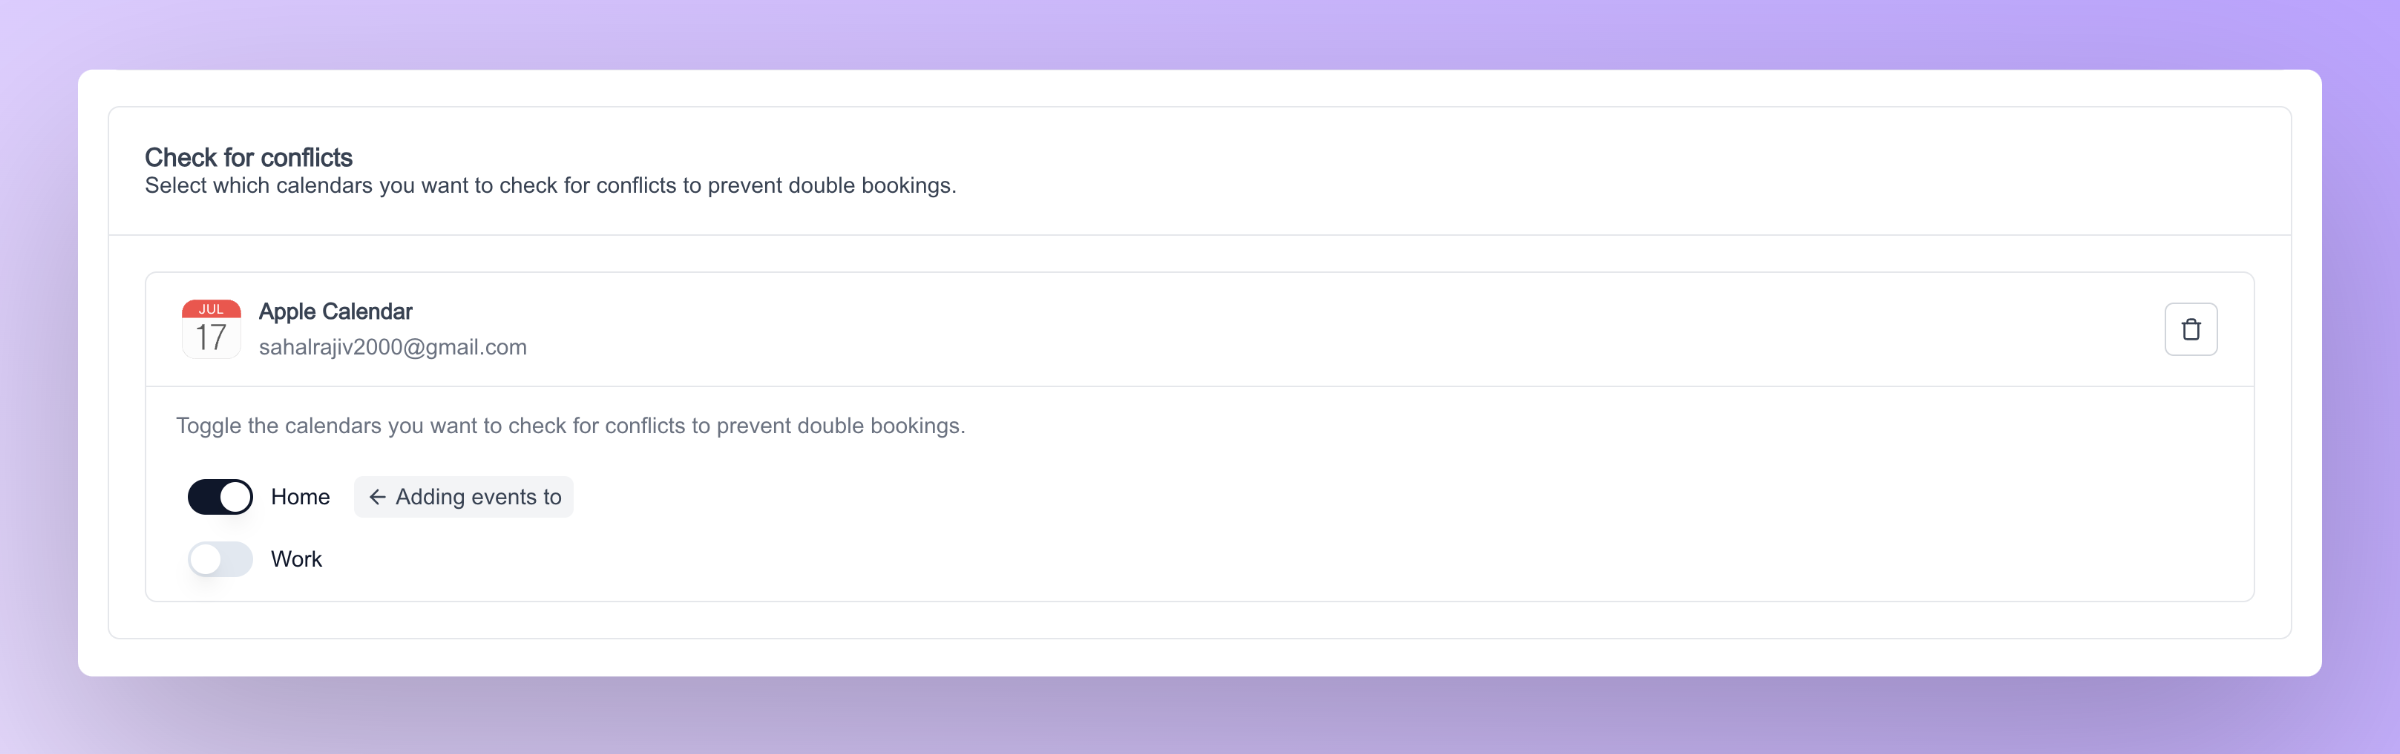 Check for conflicts
Select which calendars you want to check for conflicts to prevent double bookings.
JUL
17
Apple Calendar
sahalrajiv2000@gmail.com
Toggle the calendars you want to check for conflicts to prevent double bookings.
Home ← Adding events to
Work